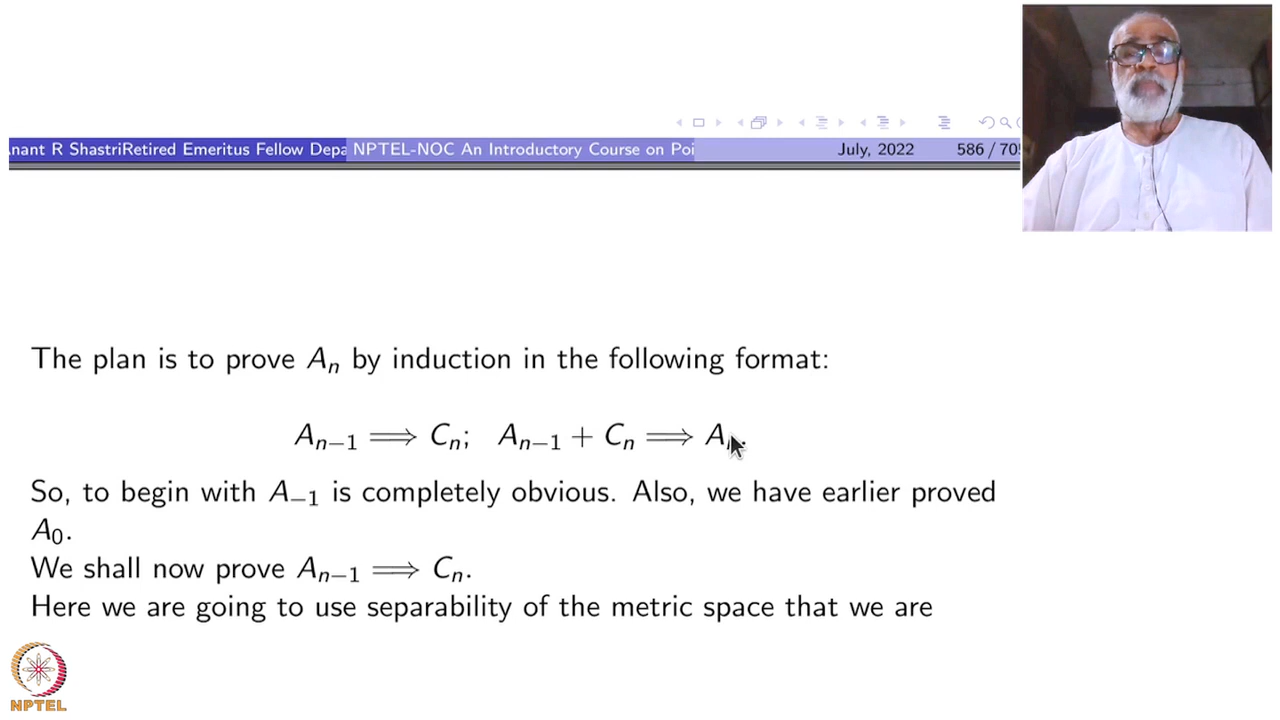 nant R Shastri Retired Emeritus Fellow Depa NPTEL-NOC An Introductory Course on Poi July, 2022 586 / 70
The plan is to prove Aₙ by induction in the following format:
Aₙ₋₁ ⟹ Cₙ; Aₙ₋₁ + Cₙ ⟹ A
So, to begin with A₋₁ is completely obvious. Also, we have earlier proved
A₀.
We shall now prove Aₙ₋₁ ⟹ Cₙ.
Here we are going to use separability of the metric space that we are
NPTEL